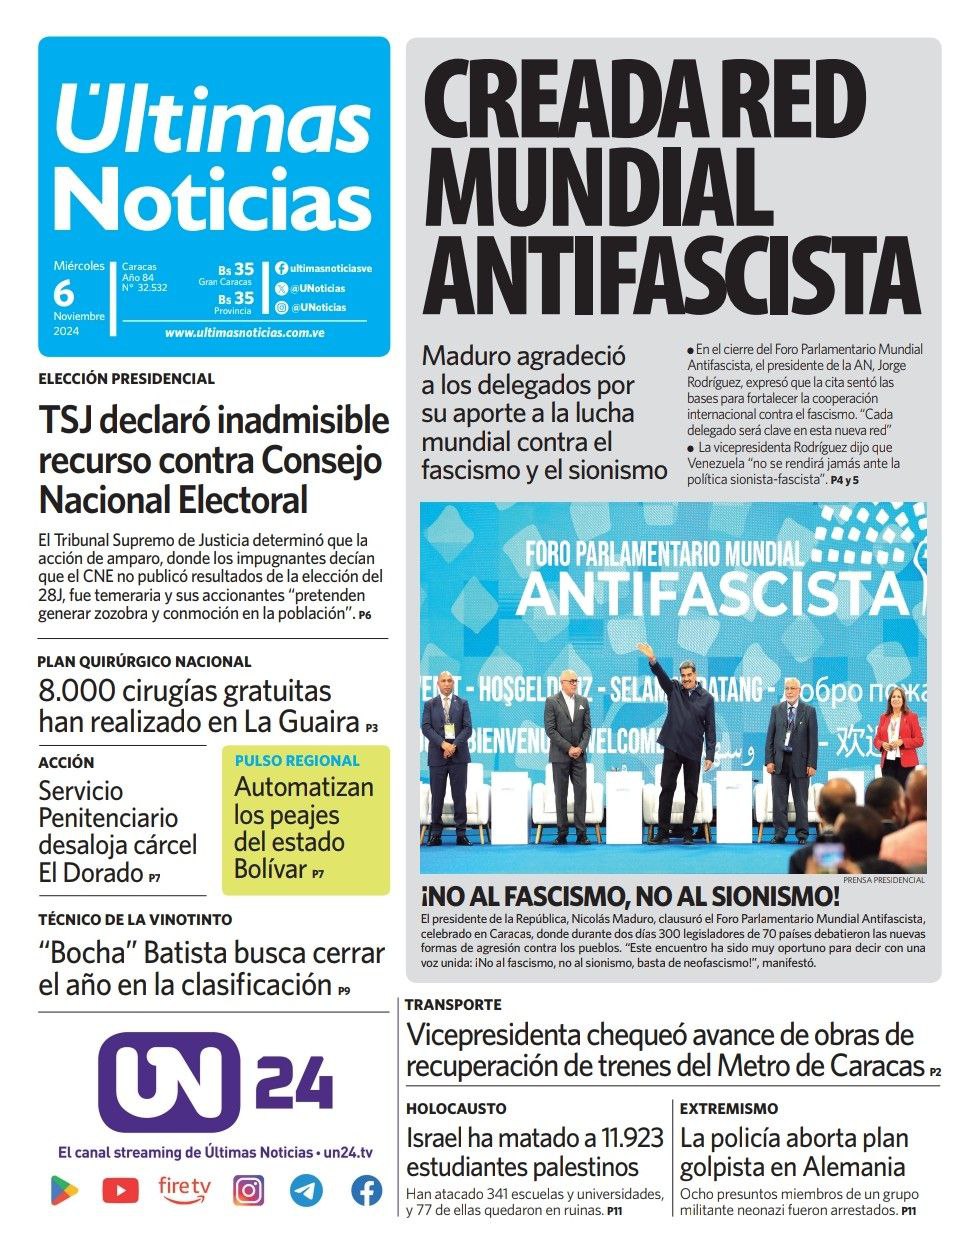 Últimas
Noticias
Miércoles
6
Noviembre
2024
Caracas
Año 84
N° 32.532
Bs 35
Gran Caracas
Bs 35
Provincia
ultimasnoticiasve
@UNoticias
@UNoticias
www.ultimasnoticias.com.ve
CREADA RED
MUNDIAL
ANTIFASCISTA
Maduro agradeció
a los delegados por
su aporte a la lucha
mundial contra el
fascismo y el sionismo
● En el cierre del Foro Parlamentario Mundial
Antifascista, el presidente de la AN, Jorge
Rodríguez, expresó que la cita sentó las
bases para fortalecer la cooperación
internacional contra el fascismo. “Cada
delegado será clave en esta nueva red”
● La vicepresidenta Rodríguez dijo que
Venezuela “no se rendirá jamás ante la
política sionista-fascista”. P4 y 5
FORO PARLAMENTARIO MUNDIAL
ANTIFASCISTA
- HOŞGELDİNİZ - SELAMAT DATANG - Добро пожа
BIENVENU WELCOME وسه - 欢迎
PRENSA PRESIDENCIAL
¡NO AL FASCISMO, NO AL SIONISMO!
El presidente de la República, Nicolás Maduro, clausuró el Foro Parlamentario Mundial Antifascista,
celebrado en Caracas, donde durante dos días 300 legisladores de 70 países debatieron las nuevas
formas de agresión contra los pueblos. “Este encuentro ha sido muy oportuno para decir con una
voz unida: ¡No al fascismo, no al sionismo, basta de neofascismo!”, manifestó.
ELECCIÓN PRESIDENCIAL
TSJ declaró inadmisible
recurso contra Consejo
Nacional Electoral
El Tribunal Supremo de Justicia determinó que la
acción de amparo, donde los impugnantes decían
que el CNE no publicó resultados de la elección del
28J, fue temeraria y sus accionantes “pretenden
generar zozobra y conmoción en la población”. P6
PLAN QUIRÚRGICO NACIONAL
8.000 cirugías gratuitas
han realizado en La Guaira P3
ACCIÓN
Servicio
Penitenciario
desaloja cárcel
El Dorado P7
PULSO REGIONAL
Automatizan
los peajes
del estado
Bolívar P7
TÉCNICO DE LA VINOTINTO
“Bocha” Batista busca cerrar
el año en la clasificación P9
UN 24
El canal streaming de Últimas Noticias • un24.tv
fire tv
TRANSPORTE
Vicepresidenta chequeó avance de obras de
recuperación de trenes del Metro de Caracas P2
HOLOCAUSTO
Israel ha matado a 11.923
estudiantes palestinos
Han atacado 341 escuelas y universidades,
y 77 de ellas quedaron en ruinas. P11
EXTREMISMO
La policía aborta plan
golpista en Alemania
Ocho presuntos miembros de un grupo
militante neonazi fueron arrestados. P11